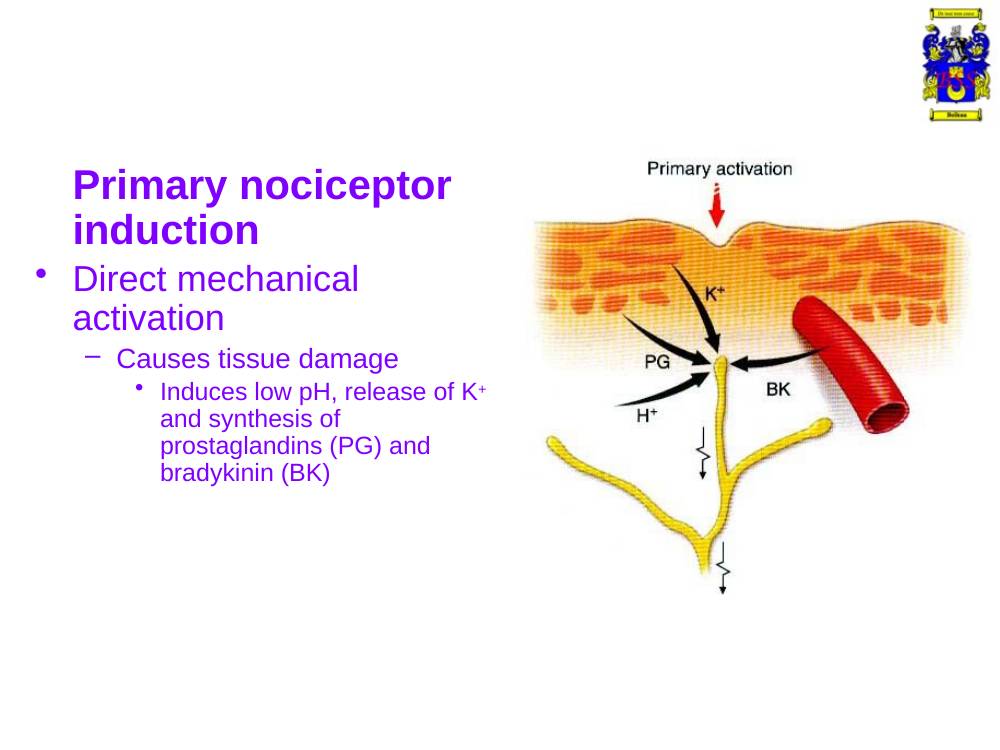 Primary nociceptor
induction
• Direct mechanical
activation
– Causes tissue damage
• Induces low pH, release of K⁺
and synthesis of
prostaglandins (PG) and
bradykinin (BK)
Primary activation
K⁺
PG
BK
H⁺